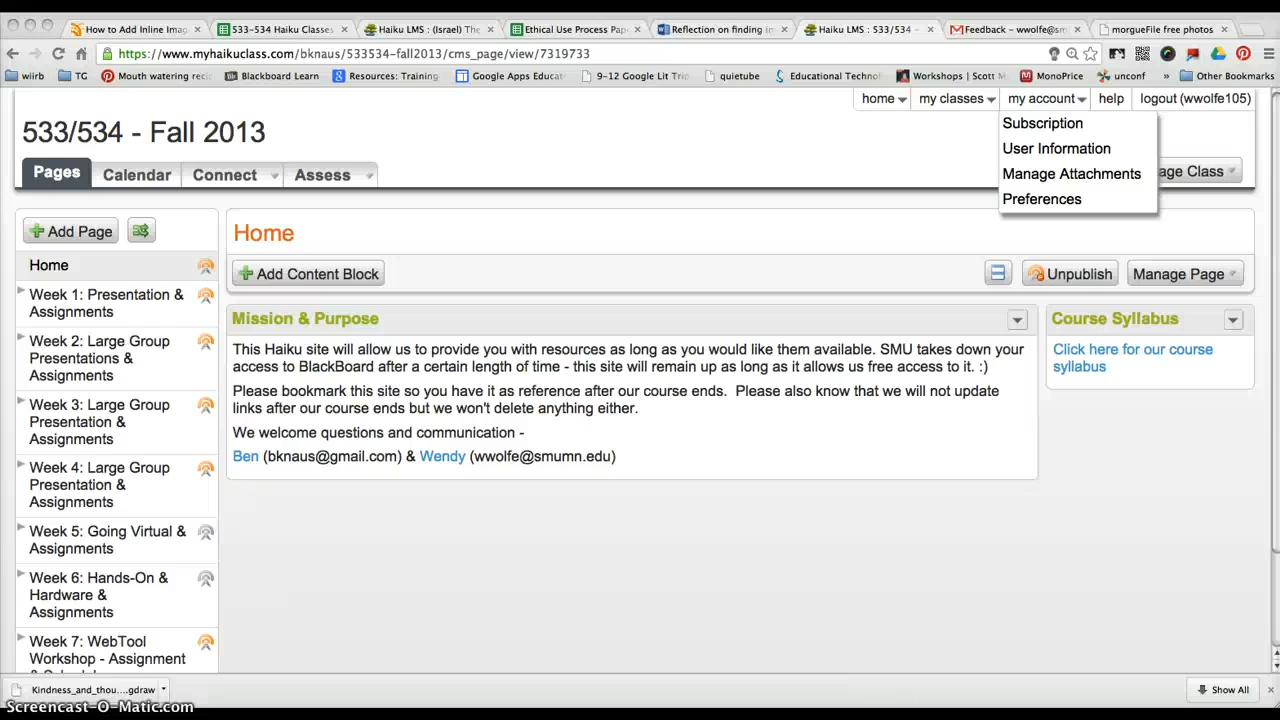 How to Add Inline Imag
533-534 Haiku Classes
Haiku LMS : (Israel) The
Ethical Use Process Pape
Reflection on finding i
Haiku LMS : 533/534 -
Feedback - wwolfe@sm
morgueFile free photos
https://www.myhaikuclass.com/bknaus/533534-fall2013/cms_page/view/7319733
wiirb
TG
Mouth watering recip
Blackboard Learn
Resources: Training
Google Apps Educat
9-12 Google Lit Trip
quietube
Educational Technol
Workshops | Scott M
MonoPrice
unconf
»
Other Bookmarks
home
my classes
my account
help
logout (wwolfe105)
533/534 - Fall 2013
Subscription
User Information
Manage Attachments
Preferences
Pages
Calendar
Connect
Assess
age Class
Add Page
Home
Home
Add Content Block
Unpublish
Manage Page
Week 1: Presentation &
Assignments
Week 2: Large Group
Presentations &
Assignments
Week 3: Large Group
Presentation &
Assignments
Week 4: Large Group
Presentation &
Assignments
Week 5: Going Virtual &
Assignments
Week 6: Hands-On &
Hardware &
Assignments
Week 7: WebTool
Workshop - Assignment
Mission & Purpose
This Haiku site will allow us to provide you with resources as long as you would like them available. SMU takes down your
access to BlackBoard after a certain length of time - this site will remain up as long as it allows us free access to it. :)
Please bookmark this site so you have it as reference after our course ends. Please also know that we will not update
links after our course ends but we won't delete anything either.
We welcome questions and communication -
Ben (bknaus@gmail.com) & Wendy (wwolfe@smumn.edu)
Course Syllabus
Click here for our course
syllabus
Kindness_and_thou....gdraw
Show All
Screencast-O-Matic.com